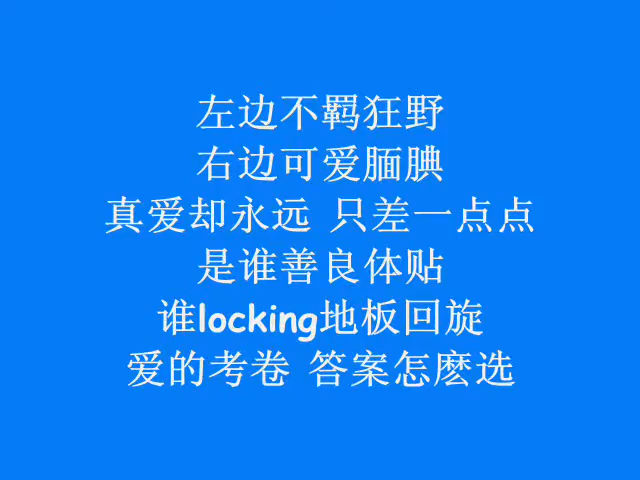 左边不羁狂野
右边可爱腼腆
真爱却永远 只差一点点
是谁善良体贴
谁locking地板回旋
爱的考卷 答案怎麽选